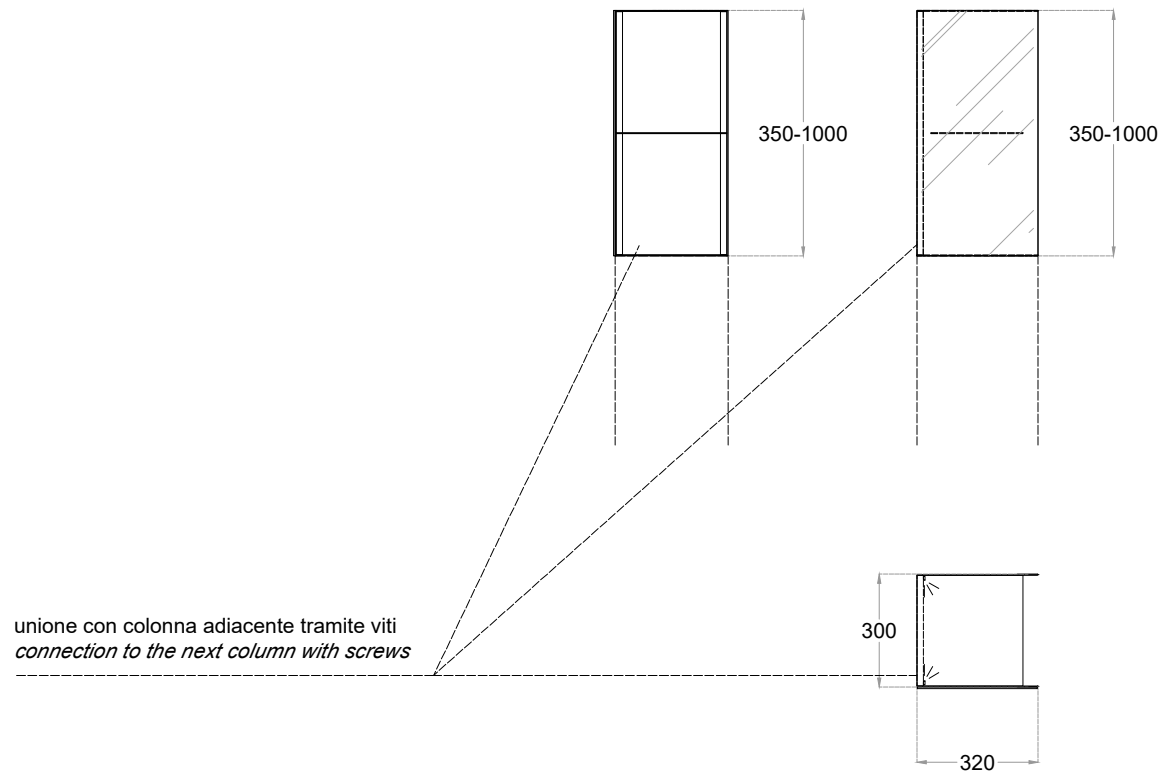 350-1000
350-1000
300
unione con colonna adiacente tramite viti
connection to the next column with screws
320